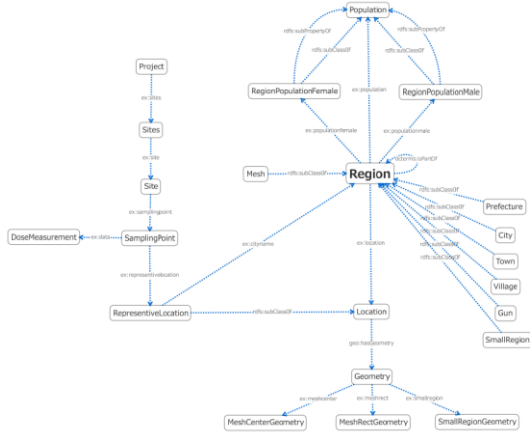 Population
rdfs:subPropertyOf
rdfs:subPropertyOf
rdfs:subClassOf
rdfs:subClassOf
Project
RegionPopulationFemale
RegionPopulationMale
ex:population
ex:sites
Sites
ex:populationfemale
ex:populationmale
ex:site
dcterms:isPartOf
Mesh
rdfs:subClassOf
Region
Site
rdfs:subClassOf
Prefecture
ex:samplingpoint
rdfs:subClassOf
City
DoseMeasurement
ex:data
SamplingPoint
rdfs:subClassOf
Town
ex:cityname
ex:location
rdfs:subClassOf
Village
rdfs:subClassOf
Gun
rdfs:subClassOf
SmallRegion
RepresentiveLocation
rdfs:subClassOf
Location
geo:hasGeometry
Geometry
ex:meshcenter
ex:meshrect
ex:smallregion
MeshCenterGeometry
MeshRectGeometry
SmallRegionGeometry